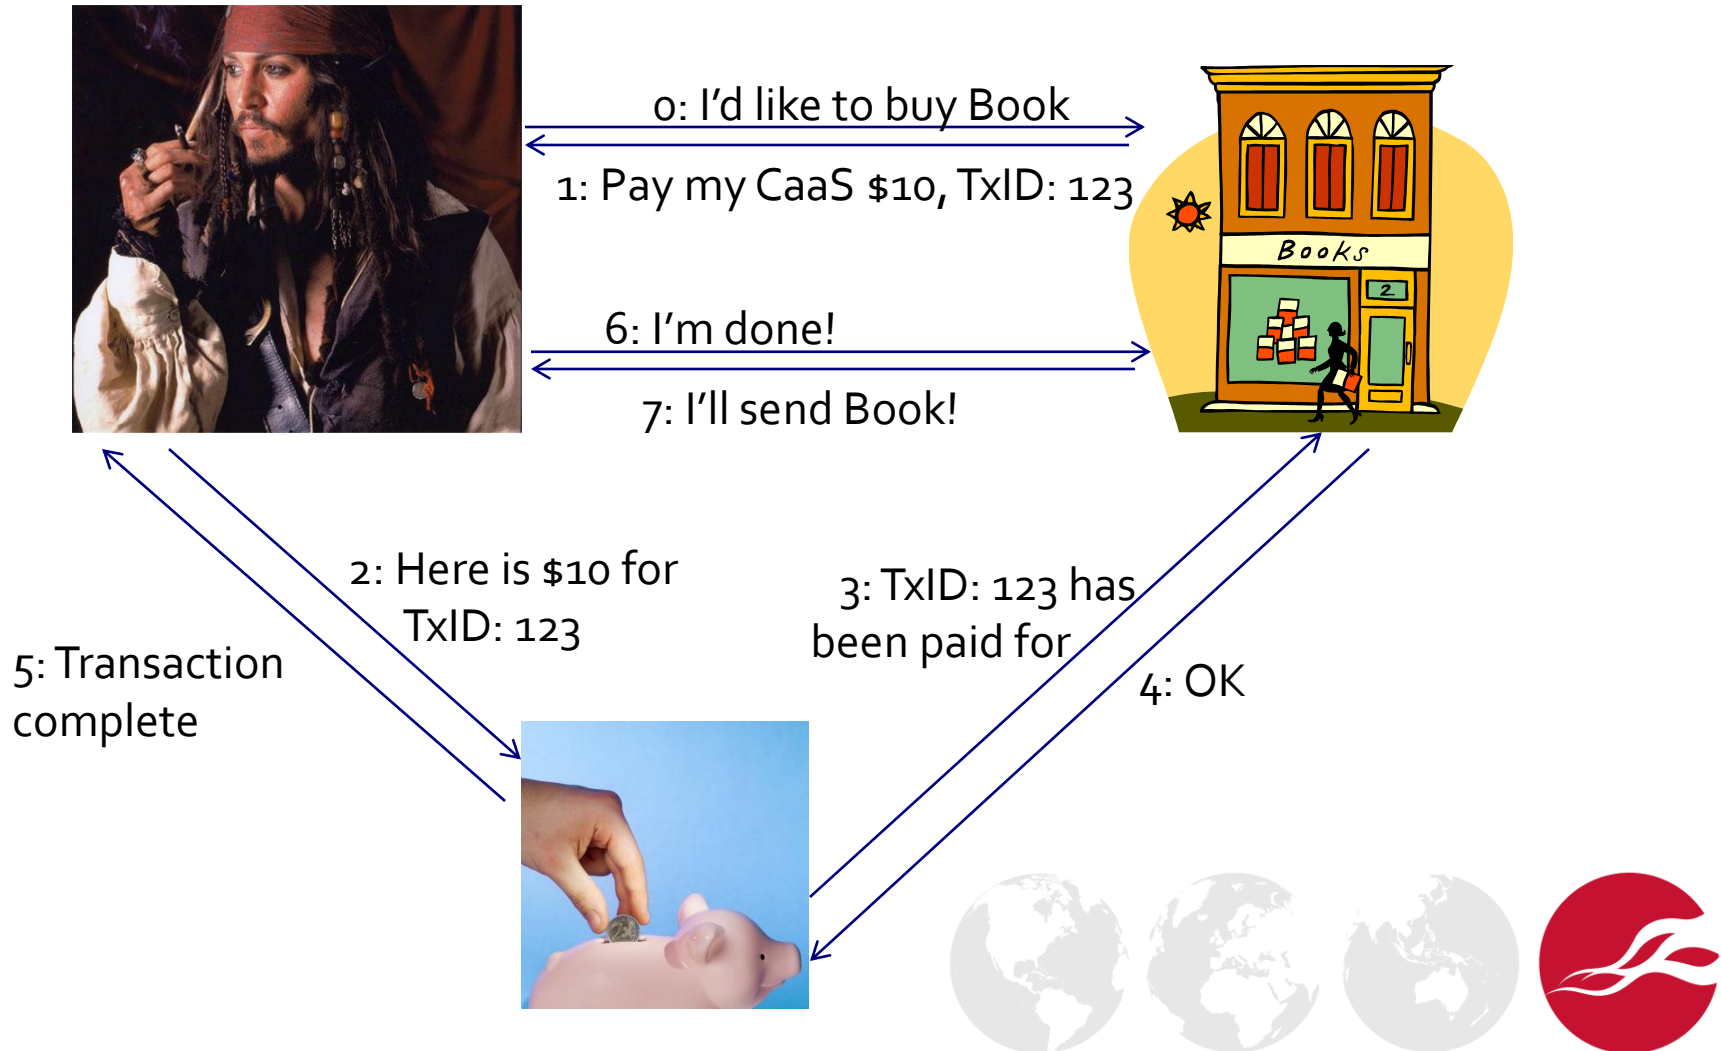 0: I'd like to buy Book
1: Pay my CaaS $10, TxID: 123
Books
2
6: I'm done!
7: I'll send Book!
2: Here is $10 for
TxID: 123
3: TxID: 123 has
been paid for
5: Transaction
complete
4: OK